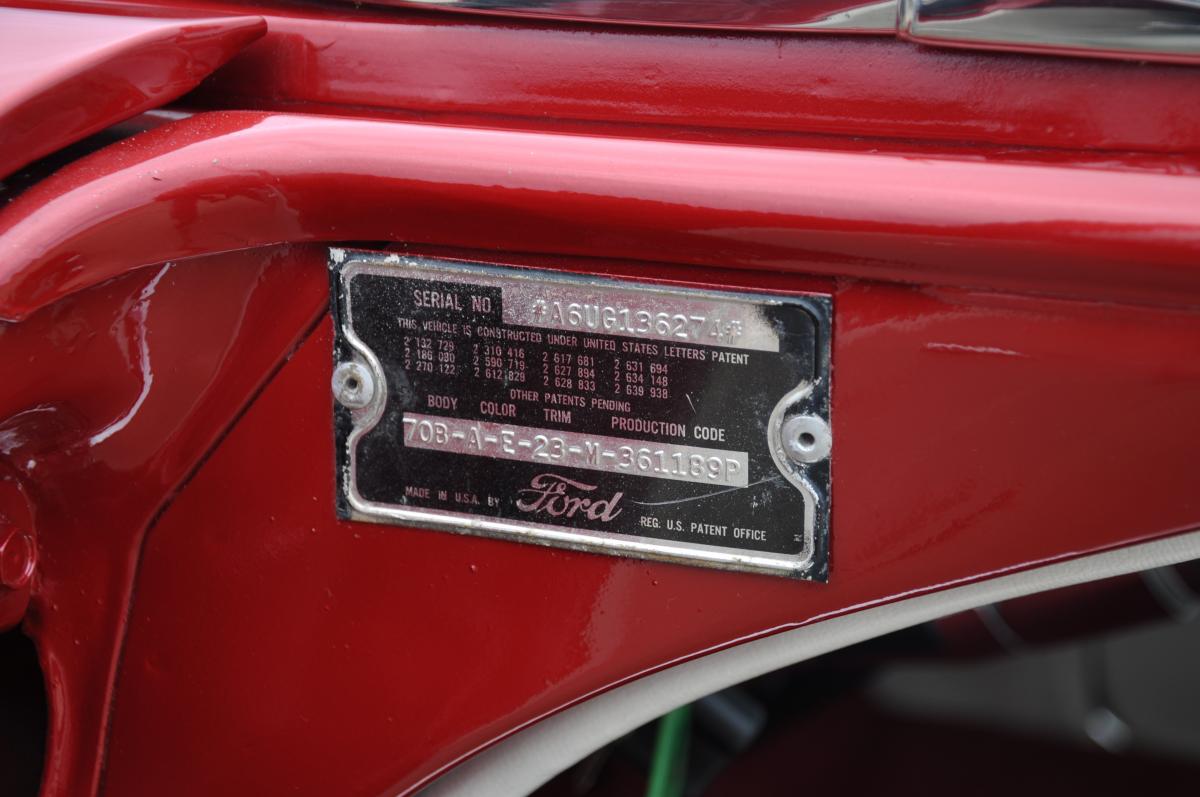 SERIAL NO #A6UG136274*
THIS VEHICLE IS CONSTRUCTED UNDER UNITED STATES LETTERS PATENT
2 132 729 2 310 416 2 617 681 2 631 694
2 186 080 2 590 719 2 627 894 2 634 148
2 270 122 2 612 829 2 628 833 2 639 938
OTHER PATENTS PENDING
BODY COLOR TRIM PRODUCTION CODE
70B-A-E-23-M-361189P
MADE IN U.S.A. BY Ford REG. U.S. PATENT OFFICE